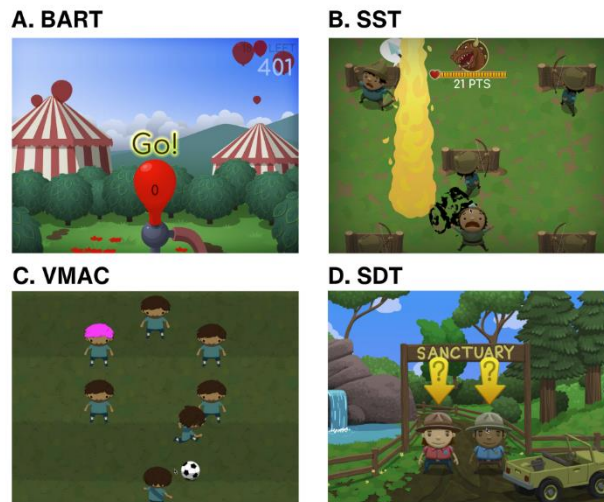 A. BART
401
Go!
0
B. SST
21 PTS
C. VMAC
D. SDT
SANCTUARY
? ?